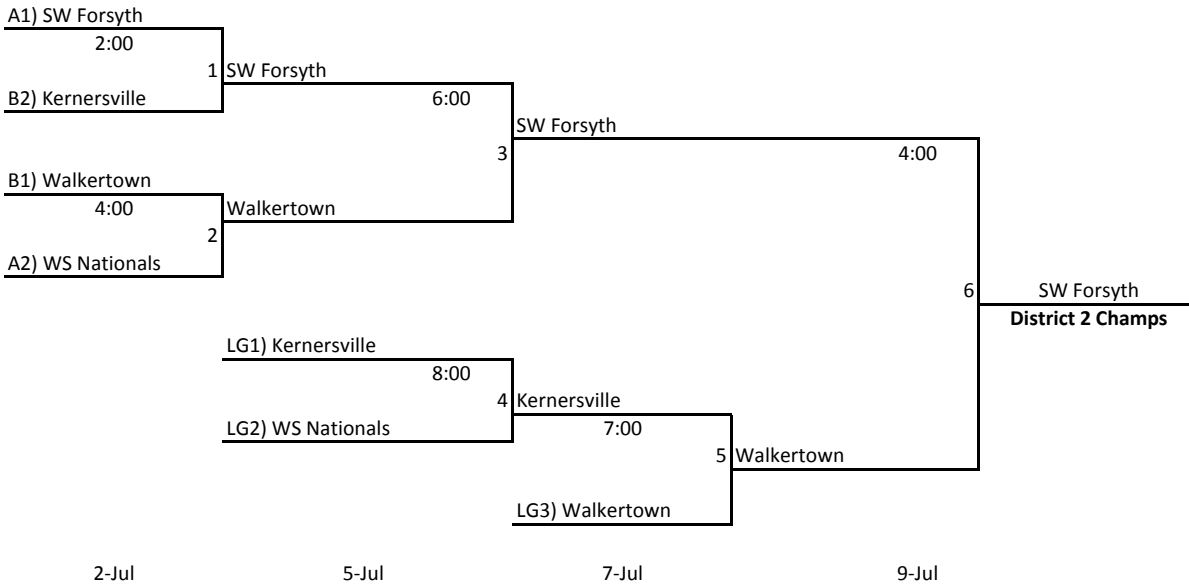 A1) SW Forsyth
2:00
1 SW Forsyth
B2) Kernersville
6:00
SW Forsyth
3
4:00
B1) Walkertown
4:00
Walkertown
2
A2) WS Nationals
6 SW Forsyth
District 2 Champs
LG1) Kernersville
8:00
4 Kernersville
LG2) WS Nationals
7:00
5 Walkertown
LG3) Walkertown
2-Jul 5-Jul 7-Jul 9-Jul